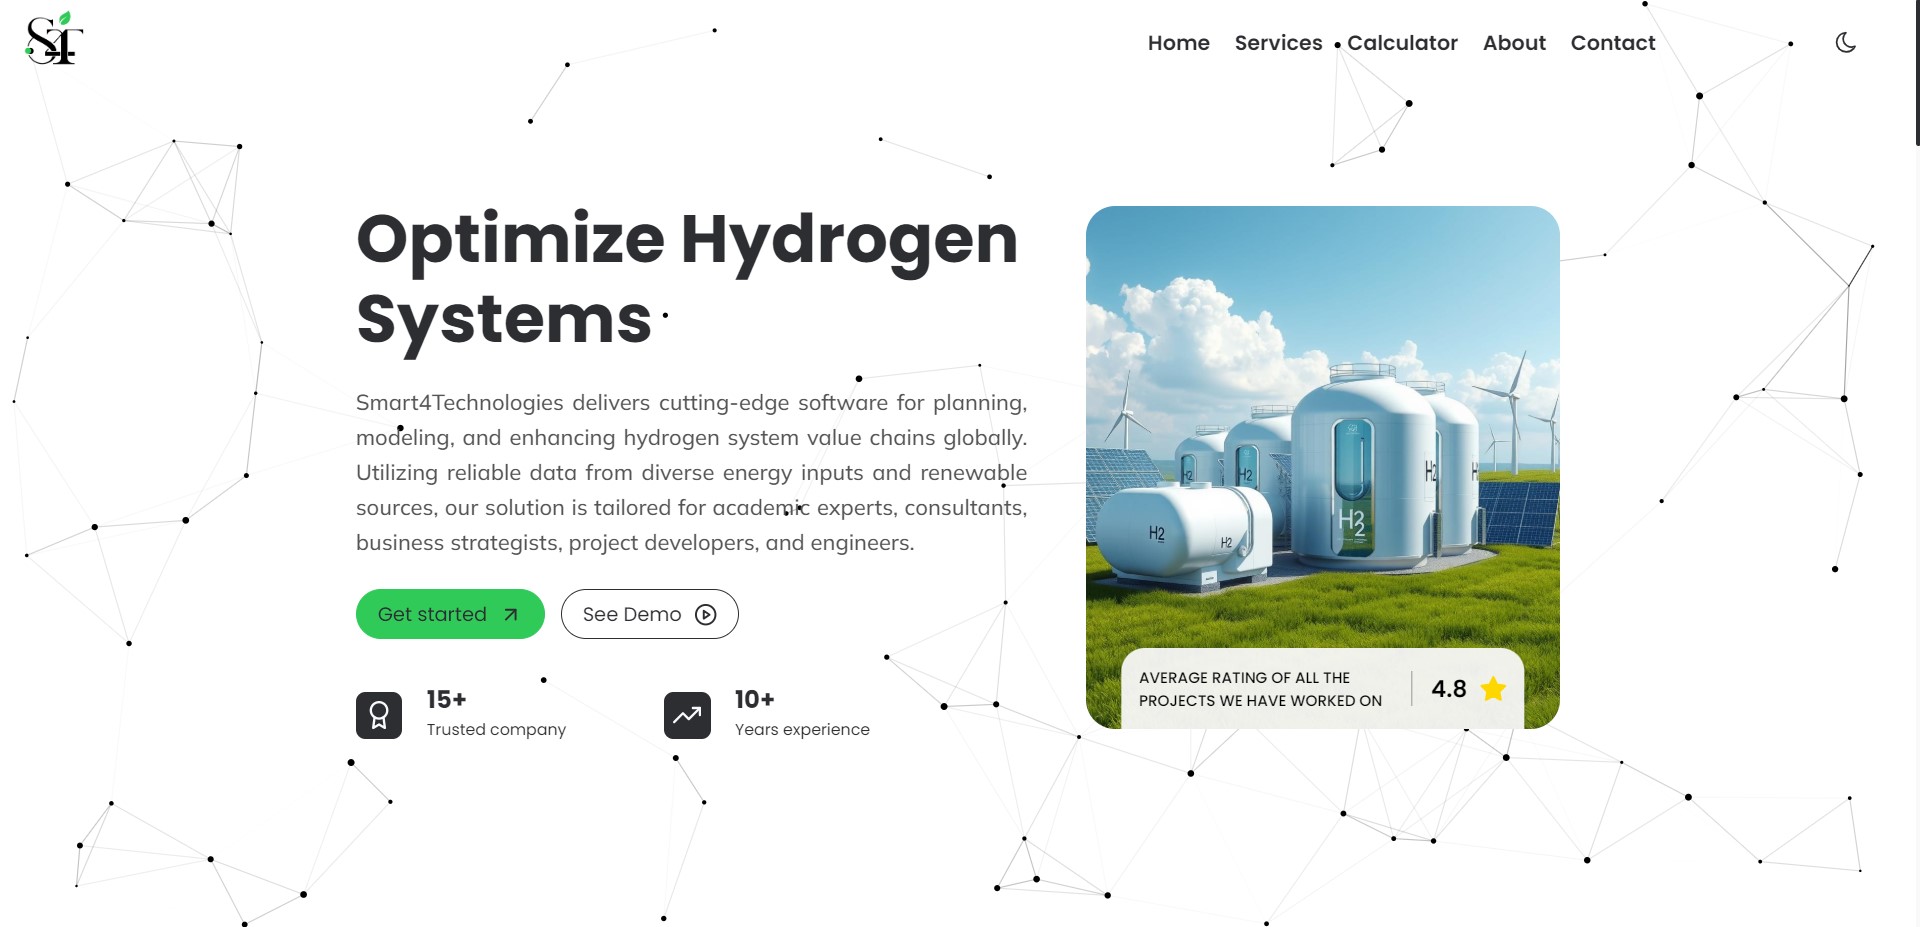 S4T
Home Services Calculator About Contact
Optimize Hydrogen
Systems
Smart4Technologies delivers cutting-edge software for planning,
modeling, and enhancing hydrogen system value chains globally.
Utilizing reliable data from diverse energy inputs and renewable
sources, our solution is tailored for academic experts, consultants,
business strategists, project developers, and engineers.
Get started
See Demo
15+
Trusted company
10+
Years experience
H2
H2
H2
H2
H2
H2
H2
AVERAGE RATING OF ALL THE
PROJECTS WE HAVE WORKED ON
4.8